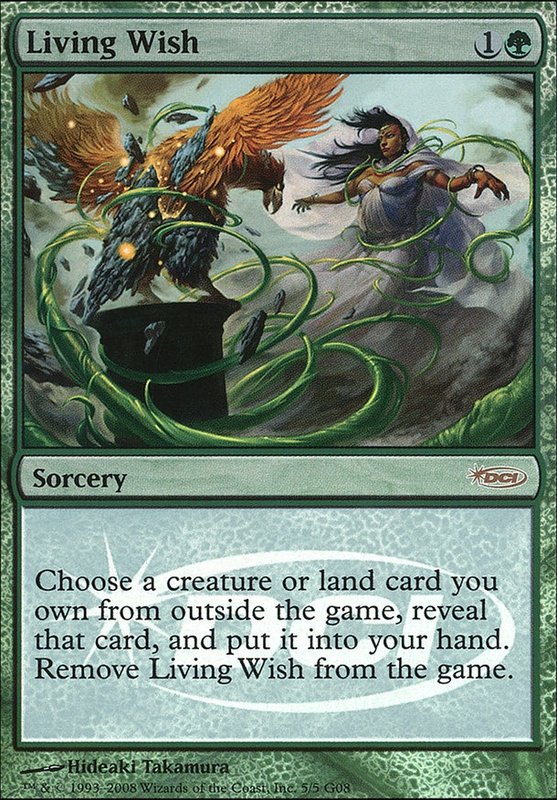 Living Wish 1
Sorcery
DCI
Choose a creature or land card you
own from outside the game, reveal
that card, and put it into your hand.
Remove Living Wish from the game.
DCI
Hideaki Takamura
™ & © 1993-2008 Wizards of the Coast, Inc. 5/5 G08